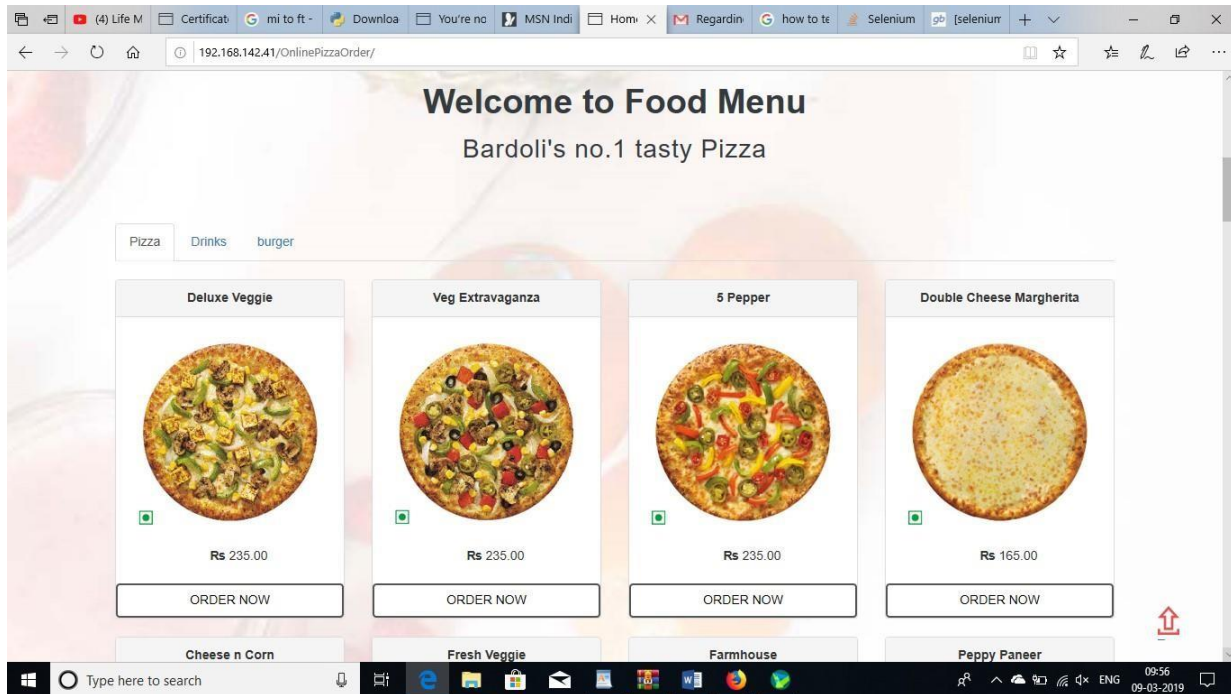 (4) Life M Certificat mi to ft - Downloa You're no MSN Indi Hom Regardin how to te Selenium [selenium
192.168.142.41/OnlinePizzaOrder/
Welcome to Food Menu
Bardoli's no.1 tasty Pizza
Pizza Drinks burger
Deluxe Veggie Veg Extravaganza 5 Pepper Double Cheese Margherita
Rs 235.00 Rs 235.00 Rs 235.00 Rs 165.00
ORDER NOW ORDER NOW ORDER NOW ORDER NOW
Cheese n Corn Fresh Veggie Farmhouse Peppy Paneer
Type here to search ENG 09:56
09-03-2019